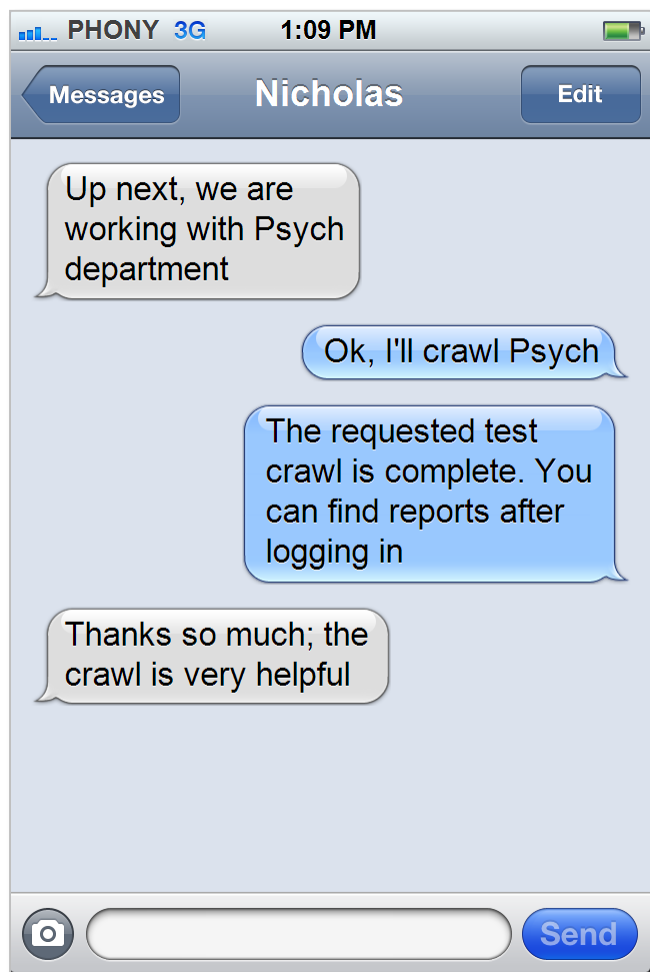 PHONY 3G 1:09 PM
Messages Nicholas Edit
Up next, we are
working with Psych
department
Ok, I'll crawl Psych
The requested test
crawl is complete. You
can find reports after
logging in
Thanks so much; the
crawl is very helpful
Send